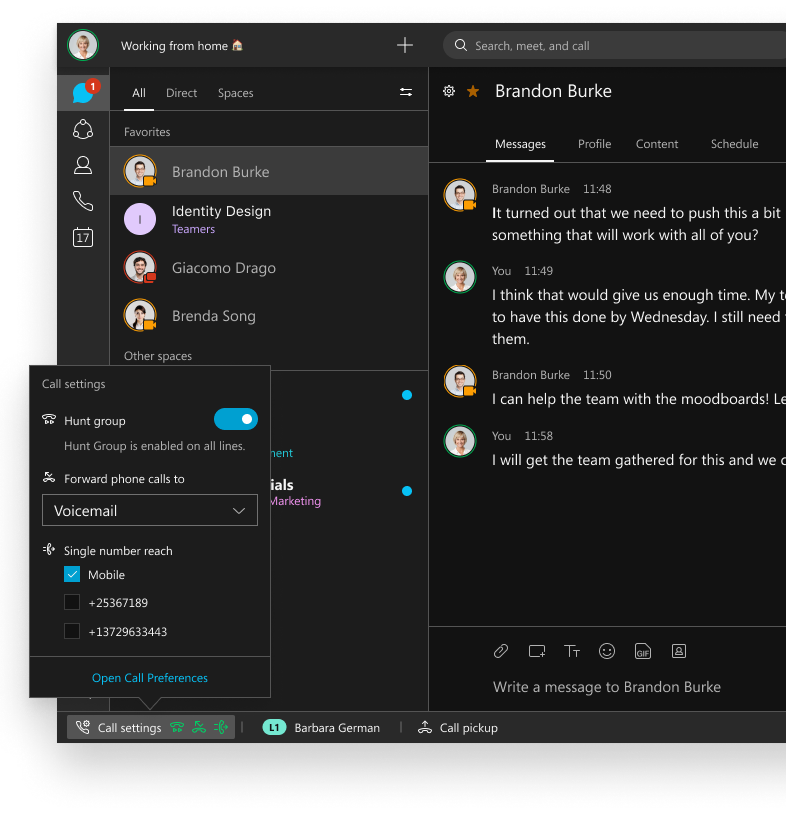 Working from home
Search, meet, and call
1
All
Direct
Spaces
Favorites
Brandon Burke
I
Identity Design
Teamers
Giacomo Drago
Brenda Song
Other spaces
17
Brandon Burke
Messages
Profile
Content
Schedule
Brandon Burke 11:48
It turned out that we need to push this a bit
something that will work with all of you?
You 11:49
I think that would give us enough time. My
to have this done by Wednesday. I still need
them.
Brandon Burke 11:50
I can help the team with the moodboards!
You 11:58
I will get the team gathered for this and we
GIF
Write a message to Brandon Burke
Call settings
Hunt group
Hunt Group is enabled on all lines.
Forward phone calls to
Voicemail
Single number reach
Mobile
+25367189
+13729633443
Open Call Preferences
Marketing
Call settings
L1
Barbara German
Call pickup